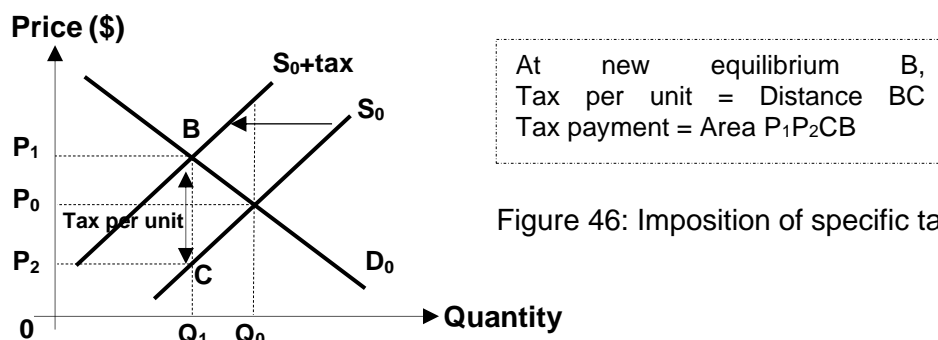 Price ($)
S0+tax
S0
B
P1
P0
Tax per unit
P2
C
D0
0
Q1
Q0
Quantity
At new equilibrium B,
Tax per unit = Distance BC
Tax payment = Area P1P2CB
Figure 46: Imposition of specific